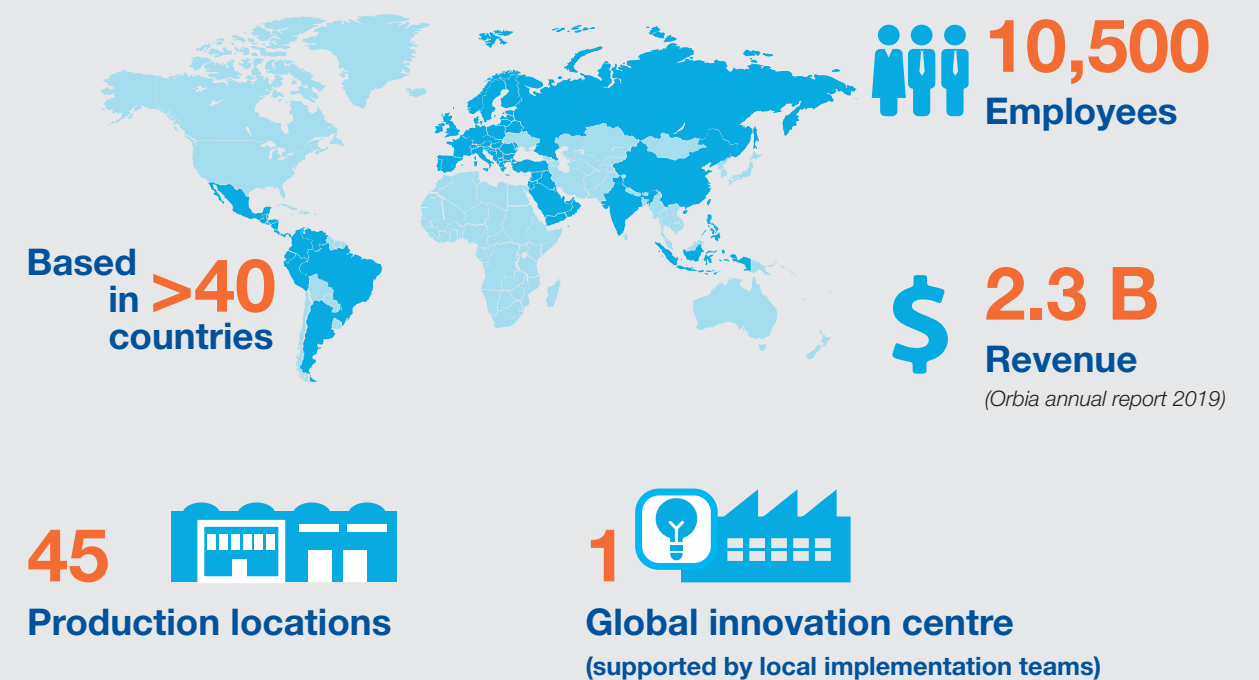 10,500
Employees
Based
in >40
countries
$ 2.3 B
Revenue
(Orbia annual report 2019)
45
Production locations
1
Global innovation centre
(supported by local implementation teams)